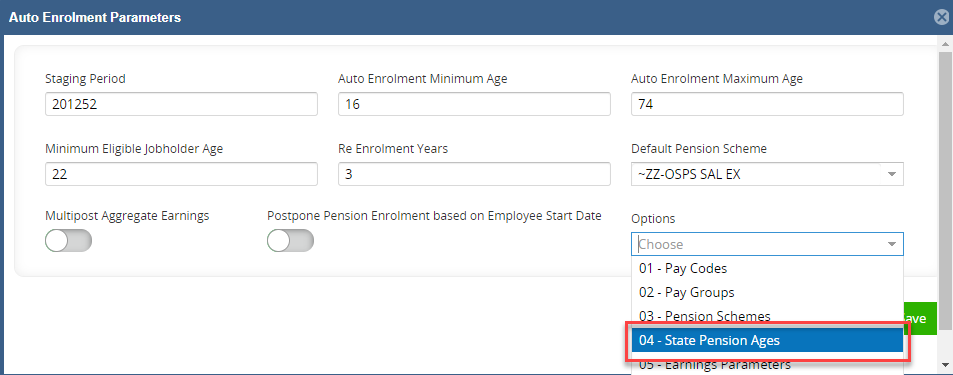 Auto Enrolment Parameters
Staging Period
Auto Enrolment Minimum Age
Auto Enrolment Maximum Age
201252
16
74
Minimum Eligible Jobholder Age
Re Enrolment Years
Default Pension Scheme
22
3
~ZZ-OSPS SAL EX
Multipost Aggregate Earnings
Postpone Pension Enrolment based on Employee Start Date
Options
Choose
01 - Pay Codes
02 - Pay Groups
03 - Pension Schemes
ave
04 - State Pension Ages
05 - Earnings Parameters